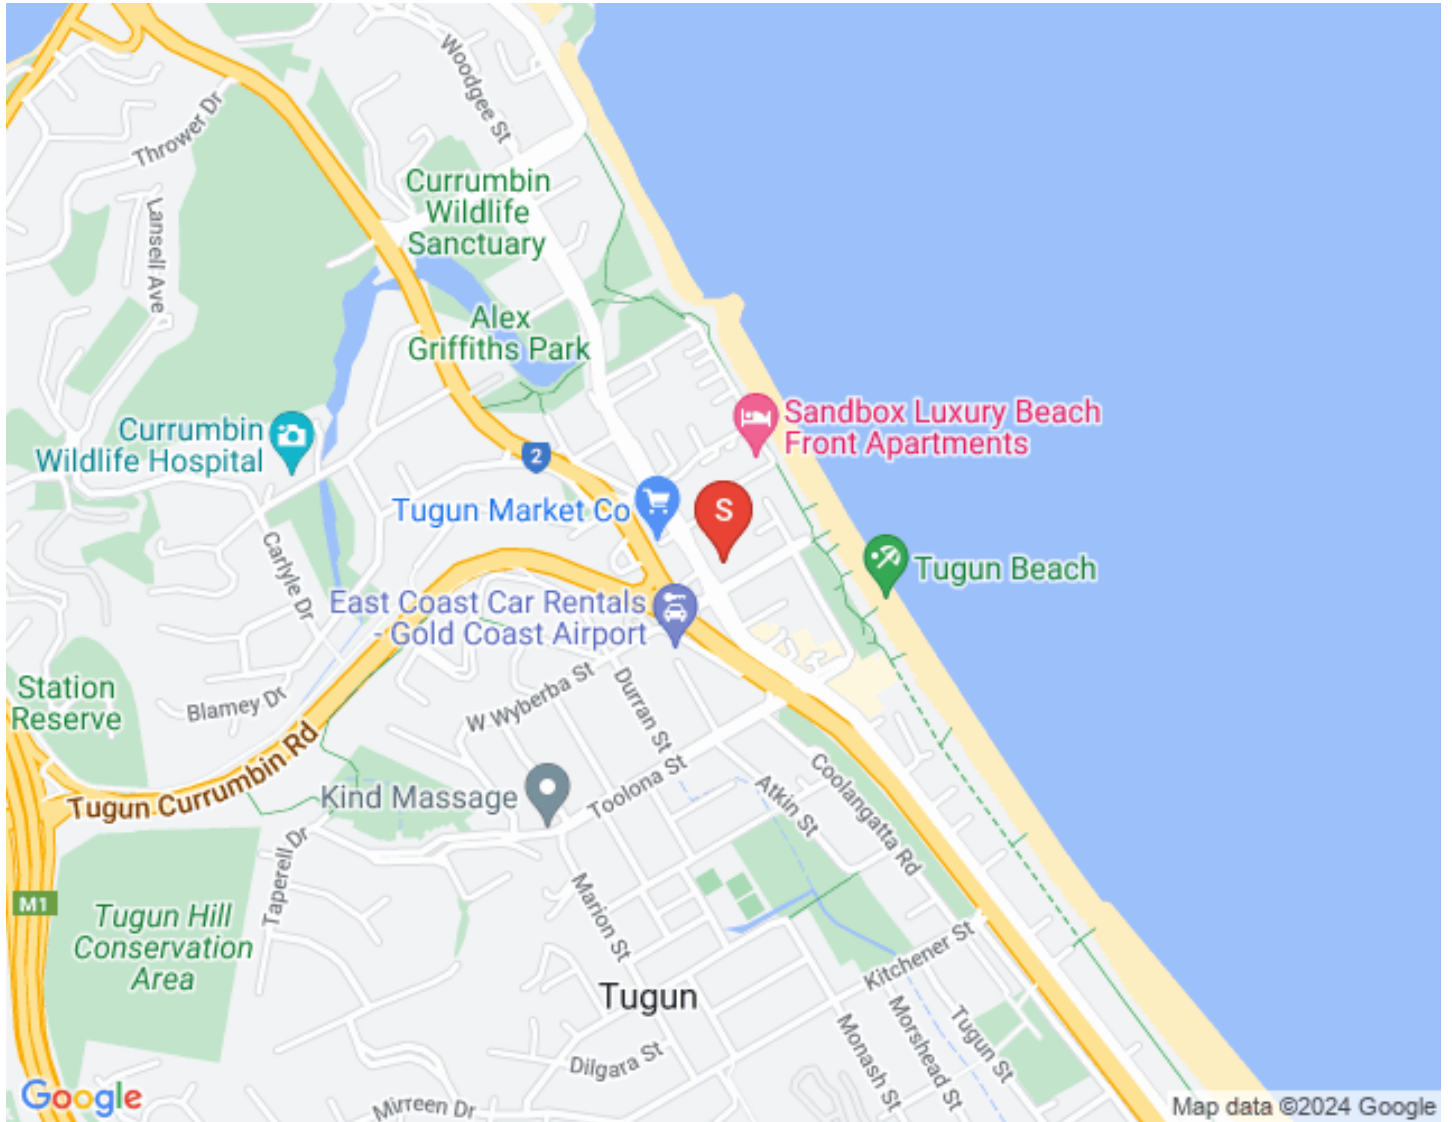 Woodgee St
Thrower Dr
Lansell Ave
Currumbin
Wildlife
Sanctuary
Alex
Griffiths Park
Sandbox Luxury Beach
Front Apartments
Currumbin
Wildlife Hospital
2
Tugun Market Co
S
Tugun Beach
Carlyle Dr
East Coast Car Rentals
- Gold Coast Airport
Station
Reserve
Blamey Dr
W Wyberba St
Durran St
Tugun Currumbin Rd
Kind Massage
Toolona St
Atkin St
Coolangatta Rd
Taperell Dr
M1
Tugun Hill
Conservation
Area
Marion St
Kitchener St
Tugun
Monash St
Morshead St
Tugun St
Dilgara St
Mirreen Dr
Google
Map data ©2024 Google